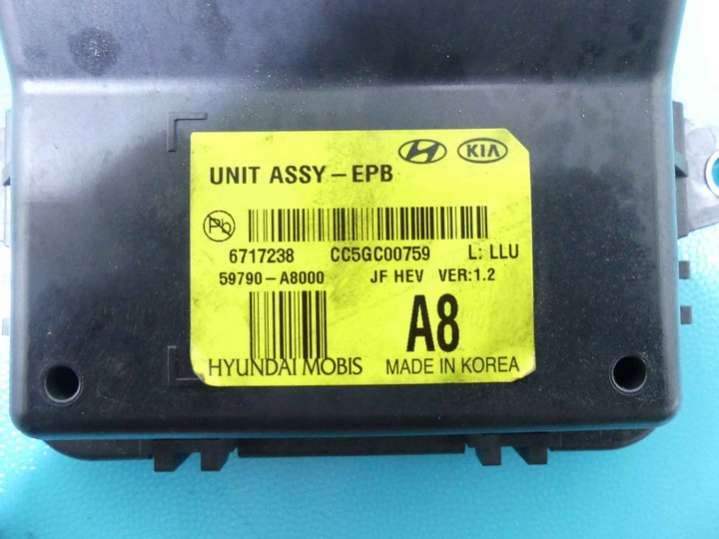 UNIT ASSY-EPB KIA
Pb
6717238 CC5GC00759 L: LLU
59790-A8000 JF HEV VER:1.2
A8
HYUNDAI MOBIS MADE IN KOREA